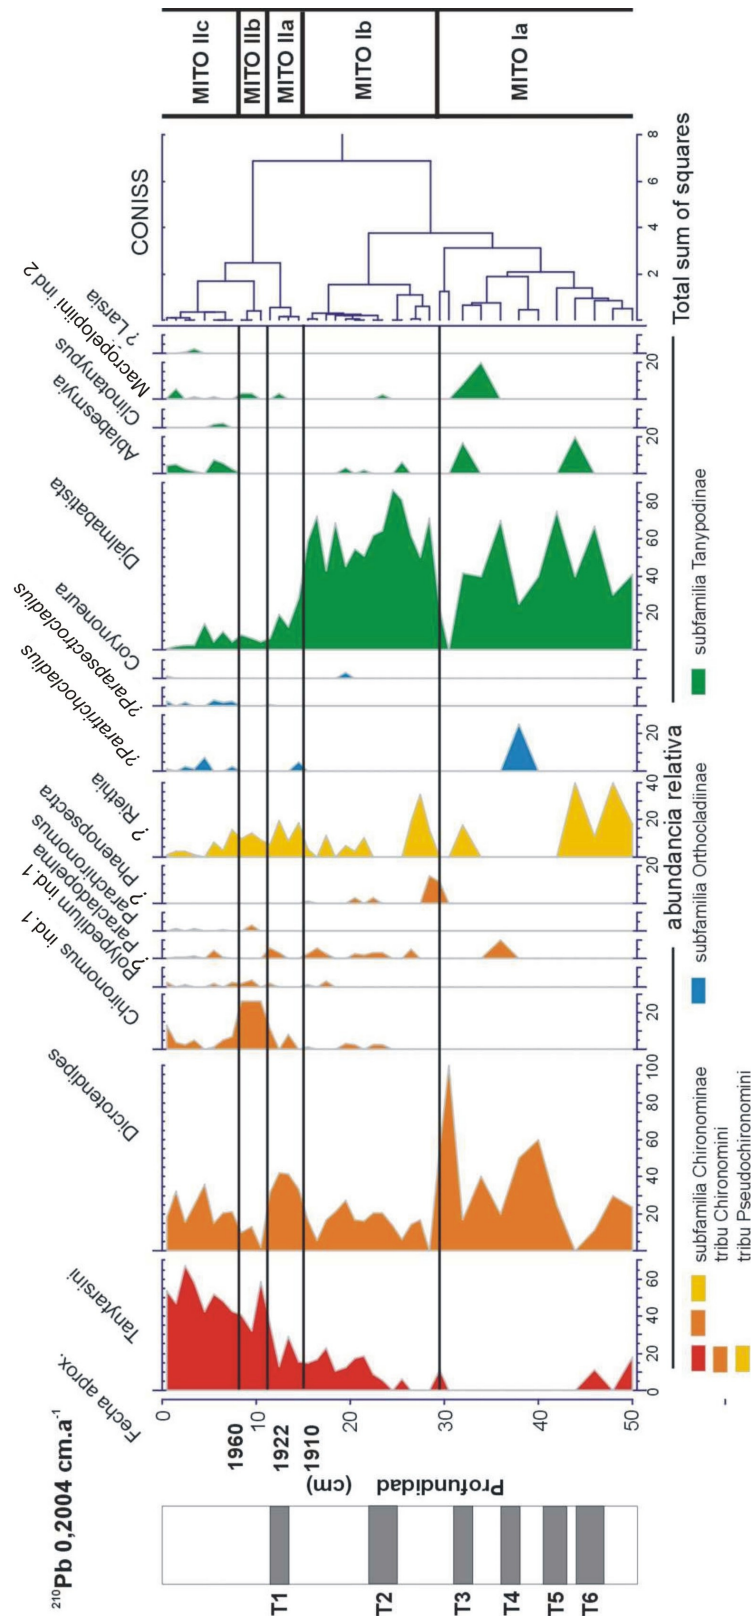 ²¹⁰Pb 0,2004 cm.a⁻¹
Fecha aprox.
Tanytarsini
Dicrotendipes
Chironomus ind.1
?Polypedilum ind.1
Paracladopelma
Parachironomus
? Phaenopsectra
? Riethia
?Paratrichocladius
?Parapsectrocladius
Corynoneura
Djalmabatista
Ablabesmyia
Clinotanypus
Macropelopiini ind.2
? Larsia
CONISS
MITO IIc
MITO IIb
MITO IIa
MITO Ib
MITO Ia
T1
T2
T3
T4
T5
T6
Profundidad (cm)
1960
1922
1910
0
10
20
30
40
50
0 20 40 60
20 40 60 80 100
20
20
20 40
20
20 40 60 80
20
20
2 4 6 8
abundancia relativa
Total sum of squares
subfamilia Chironominae
tribu Chironomini
tribu Pseudochironomini
subfamilia Orthocladiinae
subfamilia Tanypodinae
-